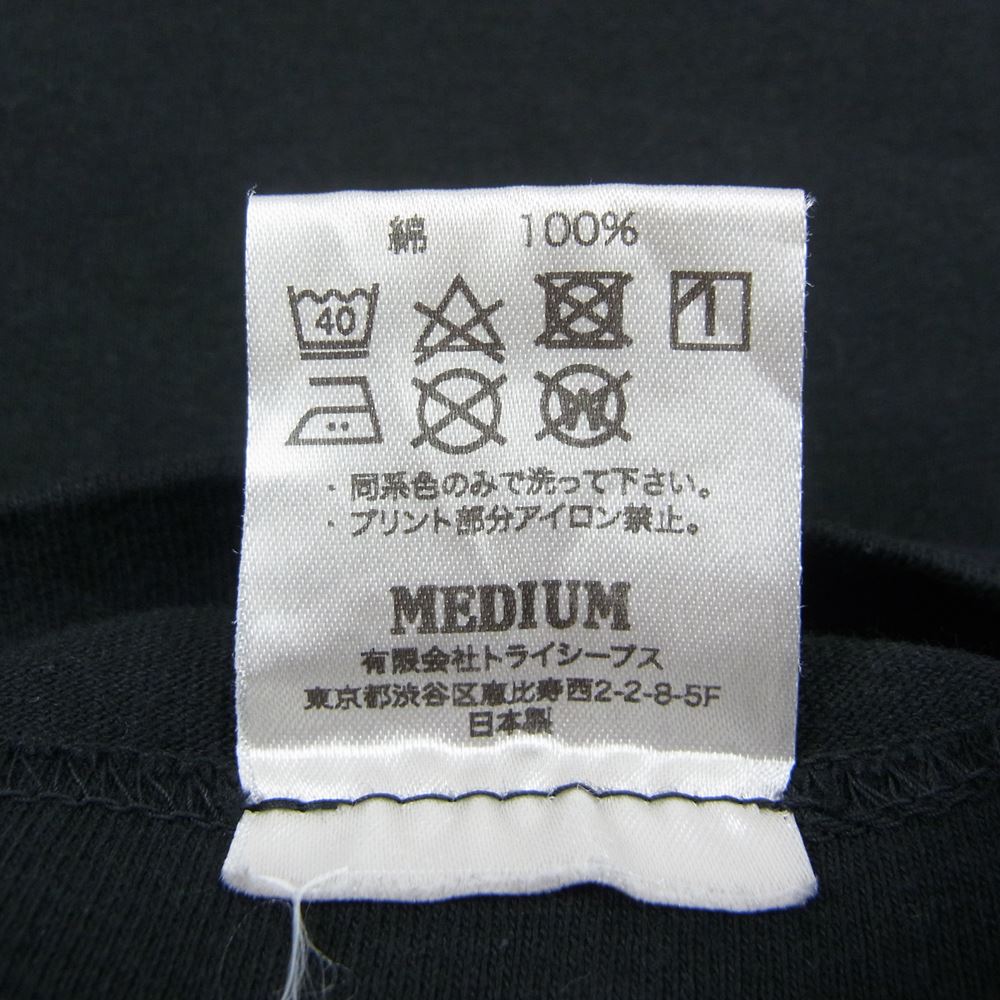 綿 100%
40
W
・同系色のみで洗って下さい。
・プリント部分アイロン禁止。
MEDIUM
有限会社トライシープス
東京都渋谷区恵比寿西2-2-8-5F
日本製